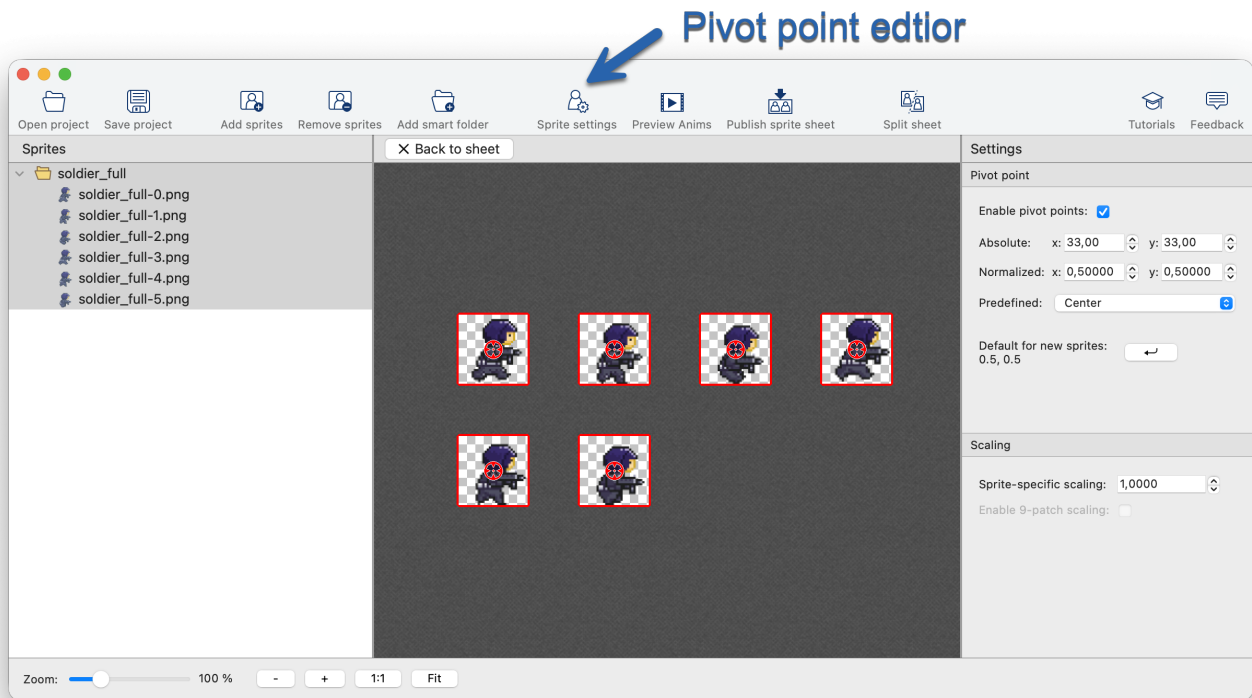 Pivot point edtior
Open project
Save project
Add sprites
Remove sprites
Add smart folder
Sprite settings
Preview Anims
Publish sprite sheet
Split sheet
Tutorials
Feedback
Sprites
Back to sheet
Settings
soldier_full
soldier_full-0.png
soldier_full-1.png
soldier_full-2.png
soldier_full-3.png
soldier_full-4.png
soldier_full-5.png
Pivot point
Enable pivot points:
Absolute: x: 33,00 y: 33,00
Normalized: x: 0,50000 y: 0,50000
Predefined: Center
Default for new sprites:
0.5, 0.5
Scaling
Sprite-specific scaling: 1,0000
Enable 9-patch scaling:
Zoom: 100 % - + 1:1 Fit